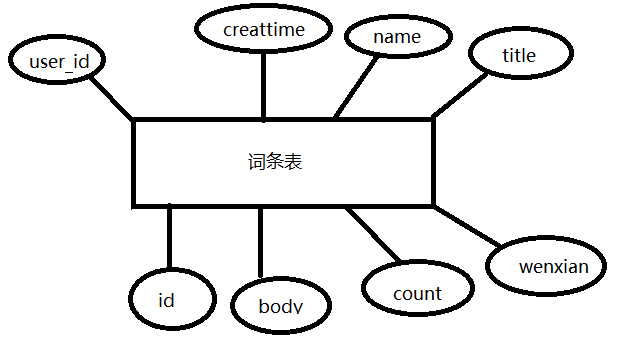 creattime
name
user_id
title
词条表
wenxian
id
body
count